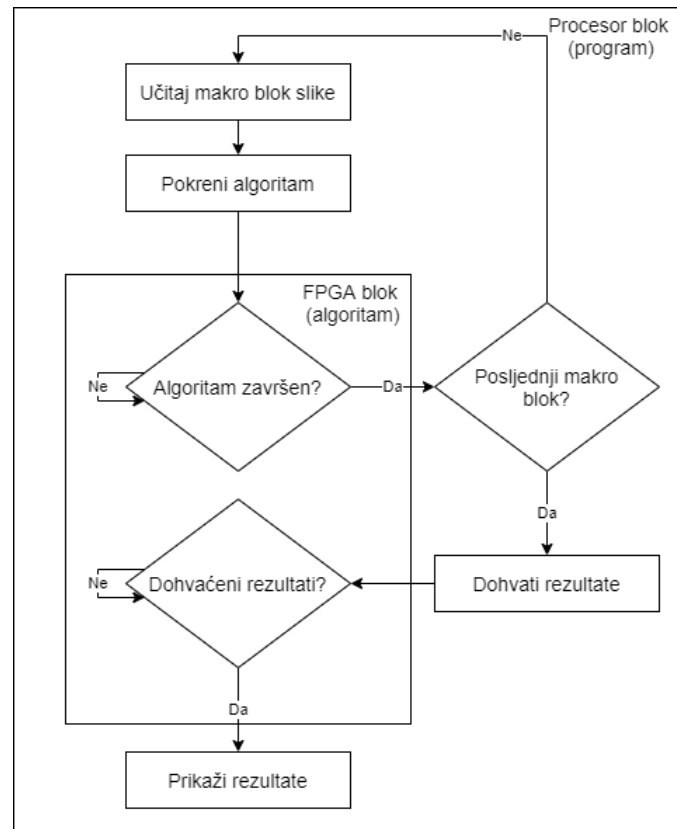 Procesor blok
(program)
Ne
Učitaj makro blok slike
Pokreni algoritam
FPGA blok
(algoritam)
Ne
Algoritam završen?
Da
Posljednji makro
blok?
Da
Ne
Dohvaćeni rezultati?
Dohvati rezultate
Da
Prikaži rezultate